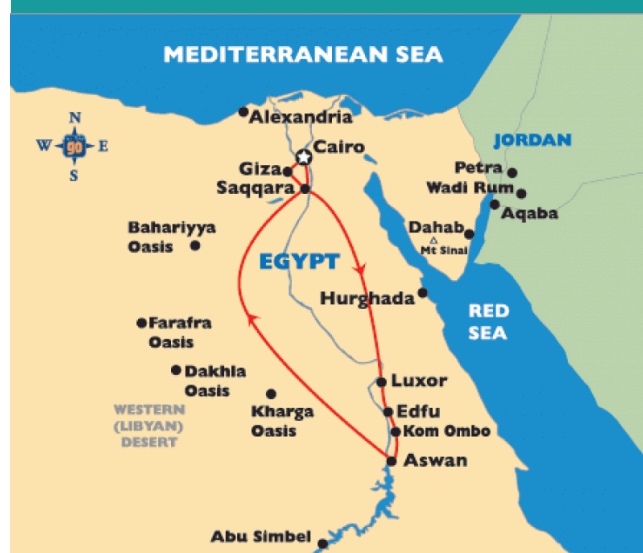 MEDITERRANEAN SEA
Alexandria
N
W go E
S
Cairo
JORDAN
Giza
Petra
Saqqara
Wadi Rum
Aqaba
Bahariyya
Oasis
Dahab
Mt Sinai
EGYPT
Hurghada
RED
SEA
Farafra
Oasis
Dakhla
Oasis
Luxor
Kharga
Oasis
Edfu
WESTERN
(LIBYAN)
DESERT
Kom Ombo
Aswan
Abu Simbel